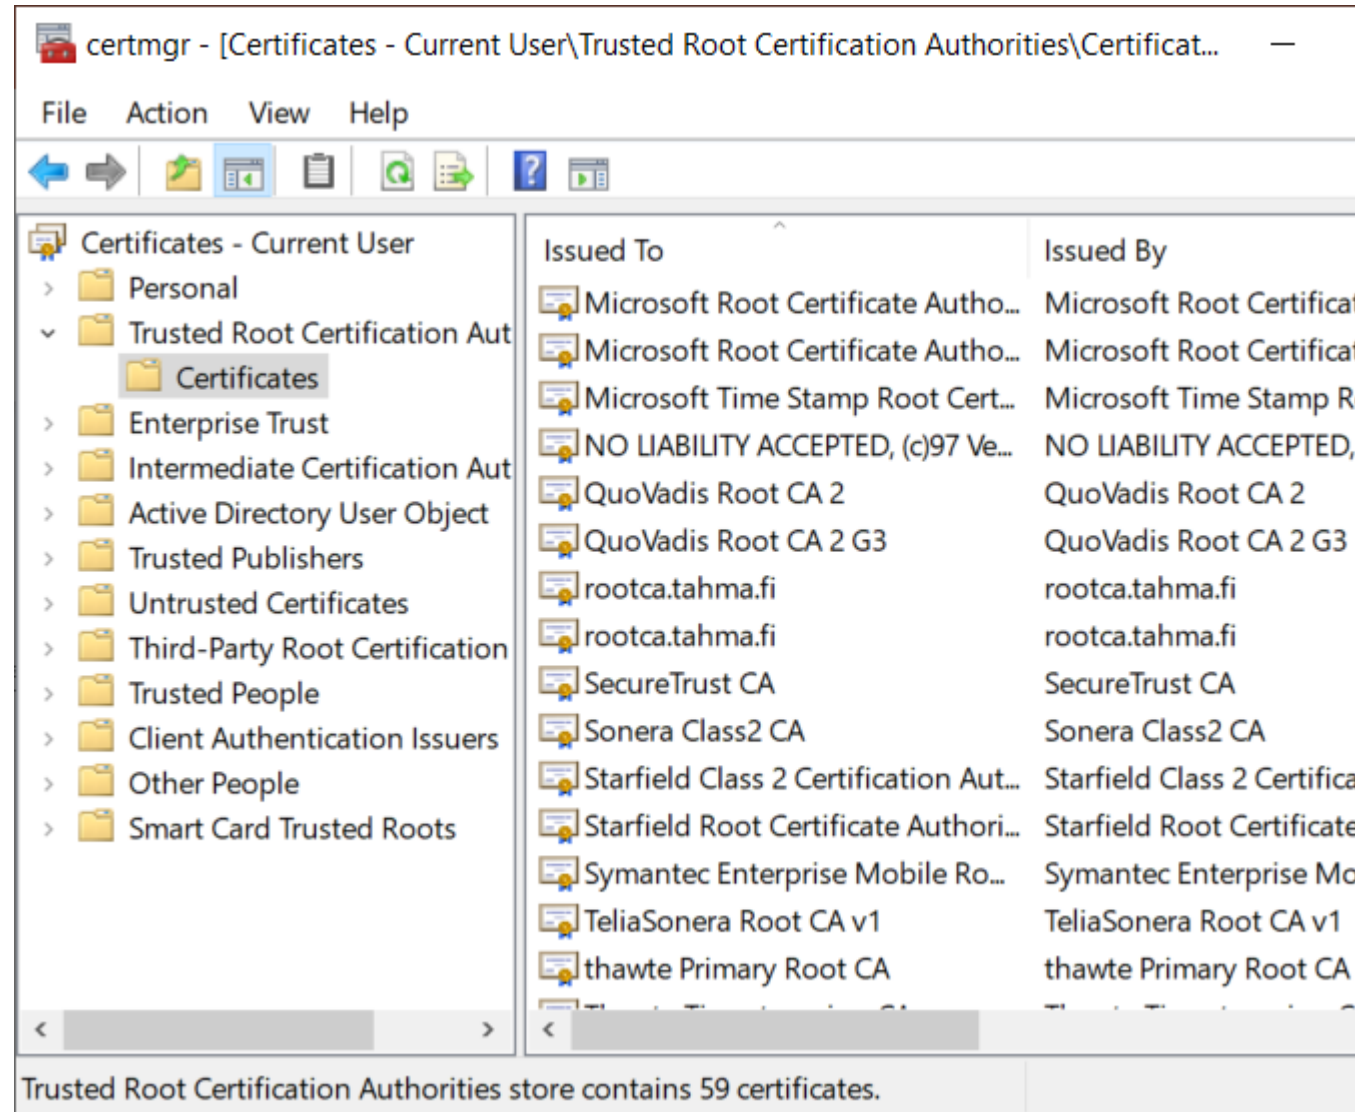 certmgr - [Certificates - Current User\Trusted Root Certification Authorities\Certificat...
File Action View Help
Certificates - Current User
Personal
Trusted Root Certification Aut
Certificates
Enterprise Trust
Intermediate Certification Aut
Active Directory User Object
Trusted Publishers
Untrusted Certificates
Third-Party Root Certification
Trusted People
Client Authentication Issuers
Other People
Smart Card Trusted Roots
Issued To Issued By
Microsoft Root Certificate Autho... Microsoft Root Certificat
Microsoft Root Certificate Autho... Microsoft Root Certificat
Microsoft Time Stamp Root Cert... Microsoft Time Stamp R
NO LIABILITY ACCEPTED, (c)97 Ve... NO LIABILITY ACCEPTED,
QuoVadis Root CA 2 QuoVadis Root CA 2
QuoVadis Root CA 2 G3 QuoVadis Root CA 2 G3
rootca.tahma.fi rootca.tahma.fi
rootca.tahma.fi rootca.tahma.fi
SecureTrust CA SecureTrust CA
Sonera Class2 CA Sonera Class2 CA
Starfield Class 2 Certification Aut... Starfield Class 2 Certifica
Starfield Root Certificate Authori... Starfield Root Certificate
Symantec Enterprise Mobile Ro... Symantec Enterprise Mo
TeliaSonera Root CA v1 TeliaSonera Root CA v1
thawte Primary Root CA thawte Primary Root CA
Trusted Root Certification Authorities store contains 59 certificates.